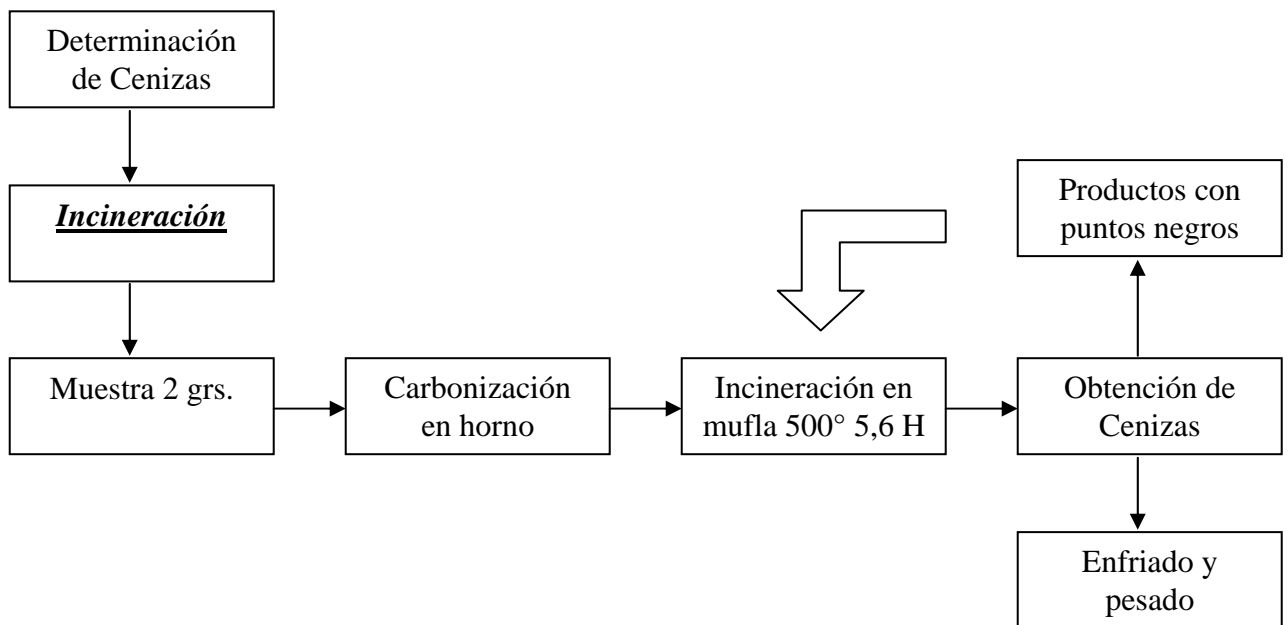 Determinación
de Cenizas
Incineración
Muestra 2 grs.
Carbonización
en horno
Incineración en
mufla 500° 5,6 H
Obtención de
Cenizas
Productos con
puntos negros
Enfriado y
pesado